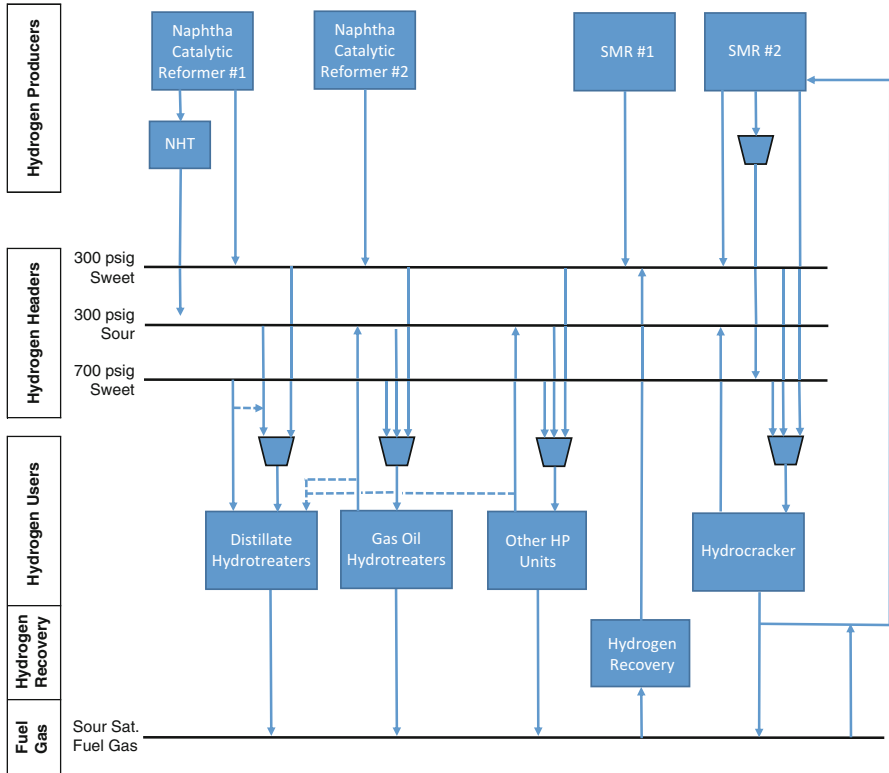 Hydrogen Producers
Naphtha
Catalytic
Reformer #1
Naphtha
Catalytic
Reformer #2
SMR #1
SMR #2
NHT
Hydrogen Headers
300 psig
Sweet
300 psig
Sour
700 psig
Sweet
Hydrogen Users
Distillate
Hydrotreaters
Gas Oil
Hydrotreaters
Other HP
Units
Hydrocracker
Hydrogen
Recovery
Hydrogen
Recovery
Fuel
Gas
Sour Sat.
Fuel Gas